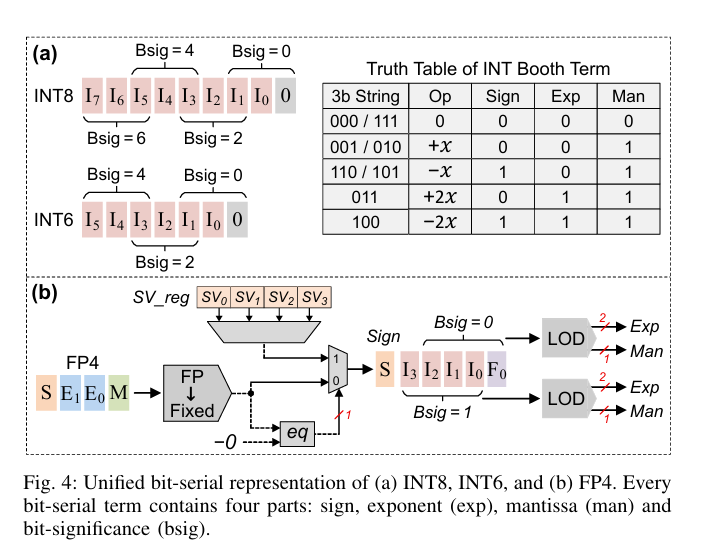 (a)
Bsig = 4 Bsig = 0
INT8 I7 I6 I5 I4 I3 I2 I1 I0 0
Bsig = 6 Bsig = 2
Bsig = 4 Bsig = 0
INT6 I5 I4 I3 I2 I1 I0 0
Bsig = 2
Truth Table of INT Booth Term
3b String Op Sign Exp Man
000 / 111 0 0 0 0
001 / 010 +x 0 0 1
110 / 101 −x 1 0 1
011 +2x 0 1 1
100 −2x 1 1 1
(b)
SV_reg SV0 SV1 SV2 SV3
FP4
S E1 E0 M
FP
↓
Fixed
−0
eq
1
0
1
Sign
Bsig = 0
S I3 I2 I1 I0 F0
Bsig = 1
LOD
2 Exp
1 Man
LOD
2 Exp
1 Man
Fig. 4: Unified bit-serial representation of (a) INT8, INT6, and (b) FP4. Every
bit-serial term contains four parts: sign, exponent (exp), mantissa (man) and
bit-significance (bsig).